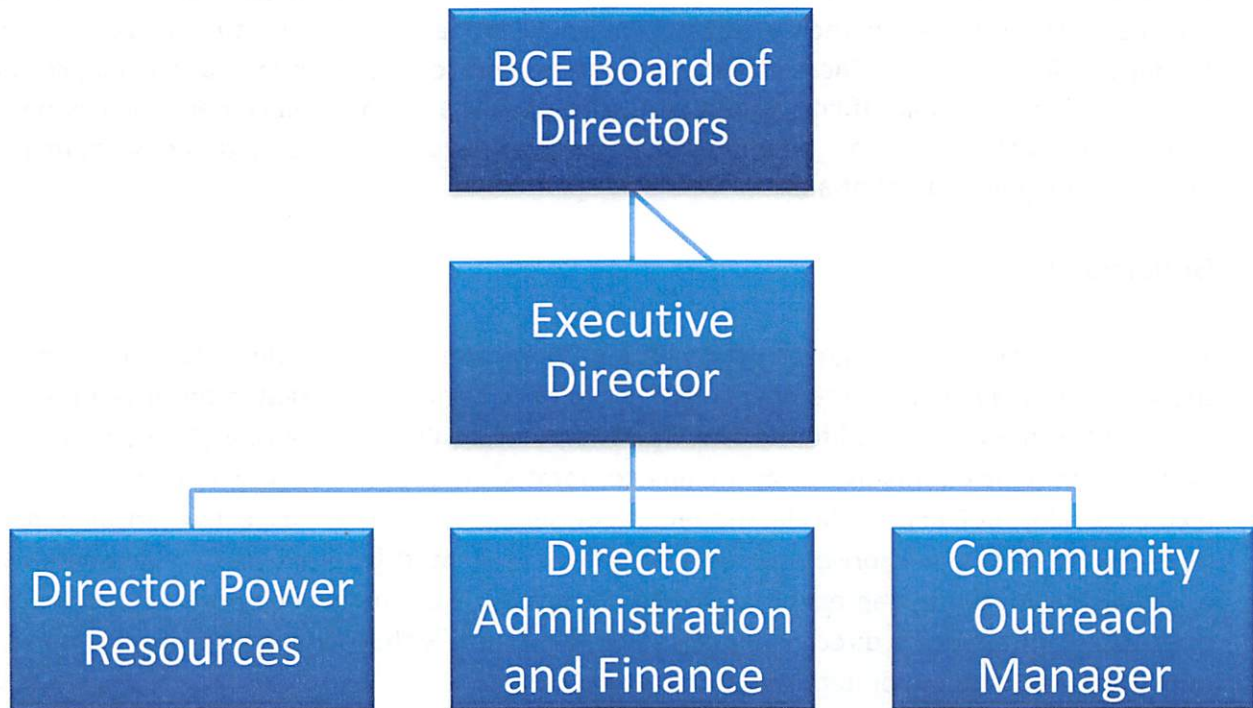 BCE Board of
Directors
Executive
Director
Director Power
Resources
Director
Administration
and Finance
Community
Outreach
Manager